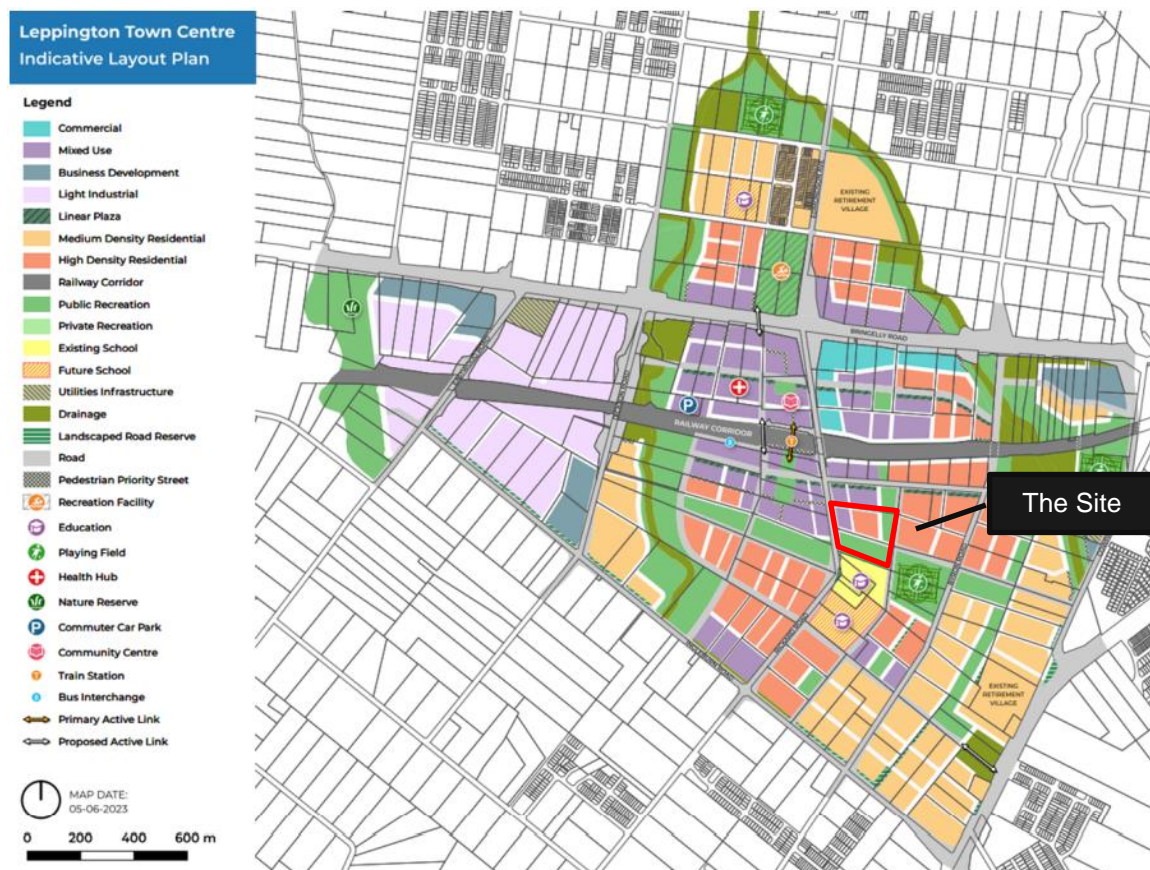 Leppington Town Centre
Indicative Layout Plan
Legend
Commercial
Mixed Use
Business Development
Light Industrial
Linear Plaza
Medium Density Residential
High Density Residential
Railway Corridor
Public Recreation
Private Recreation
Existing School
Future School
Utilities Infrastructure
Drainage
Landscaped Road Reserve
Road
Pedestrian Priority Street
Recreation Facility
Education
Playing Field
Health Hub
Nature Reserve
Commuter Car Park
Community Centre
Train Station
Bus Interchange
Primary Active Link
Proposed Active Link
MAP DATE:
05-06-2023
0 200 400 600 m
EXISTING
RETIREMENT
VILLAGE
BRINGELLY ROAD
P
RAILWAY CORRIDOR
The Site
RICKARD ROAD
EXISTING
RETIREMENT
VILLAGE